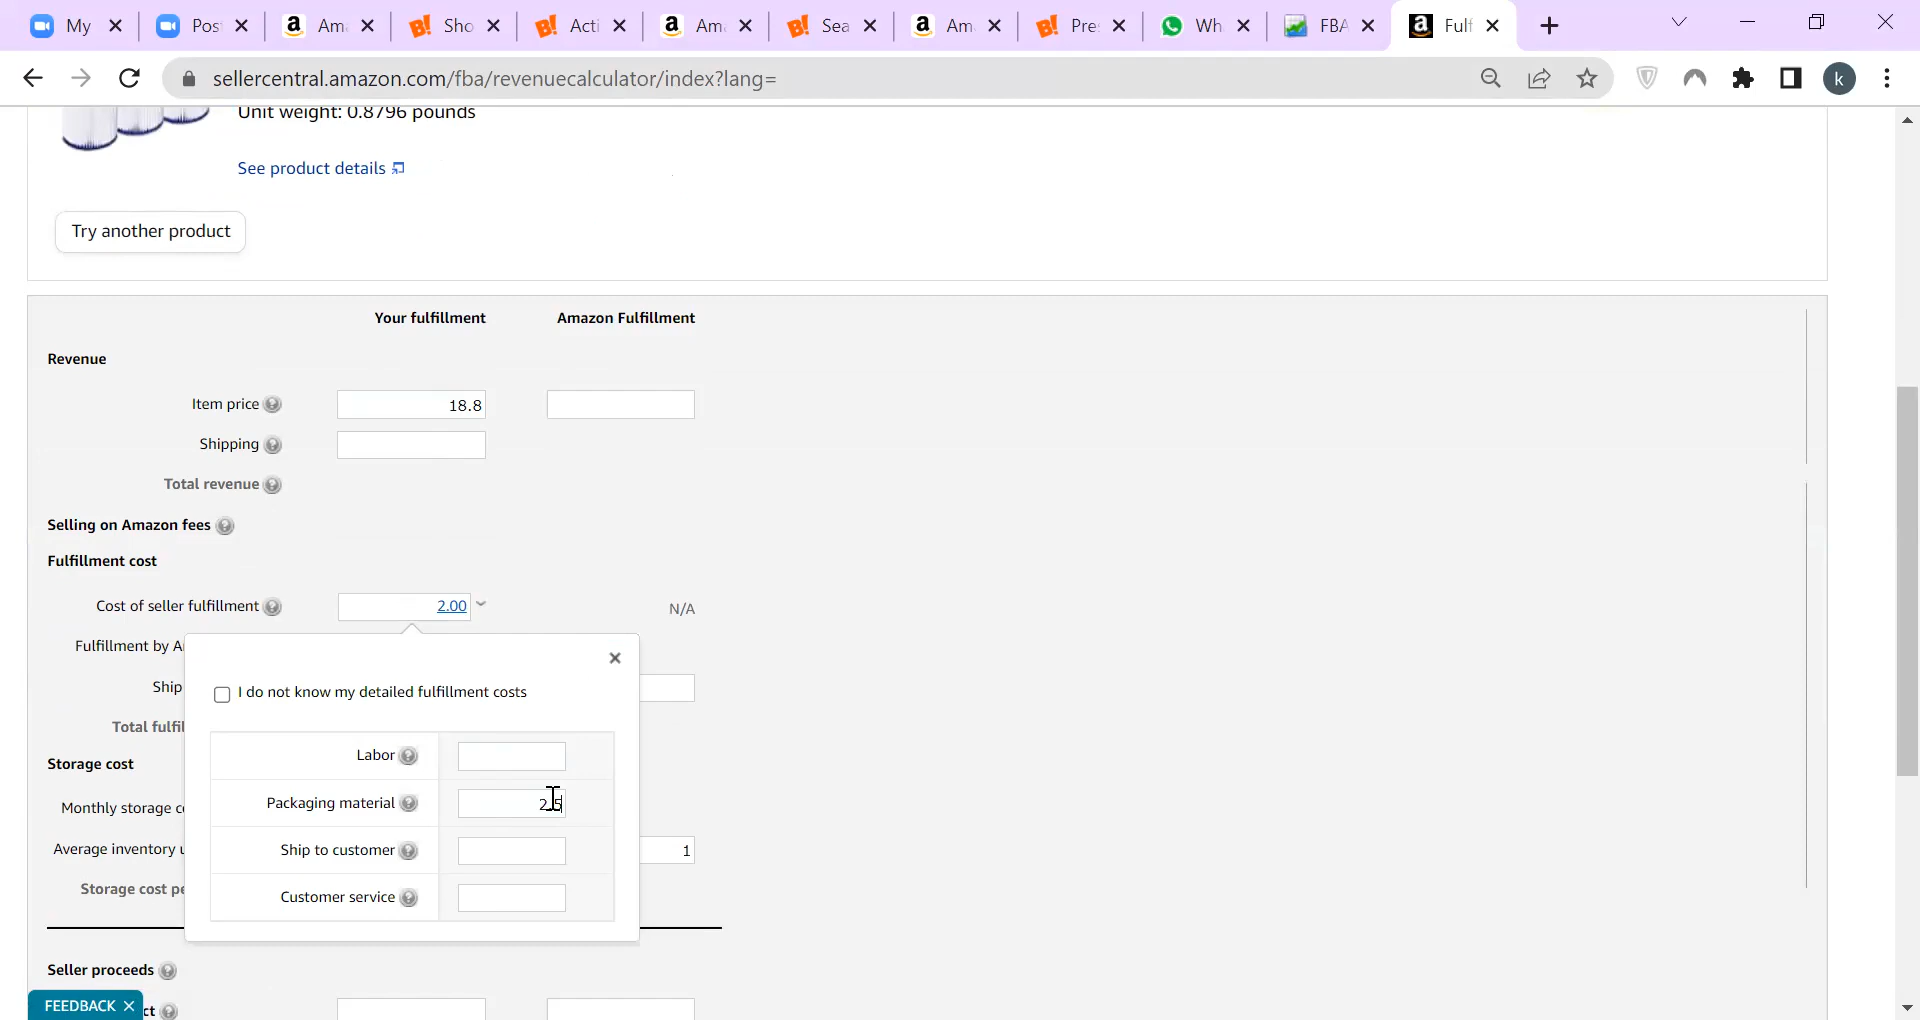 My
Pos
Am
Sho
Acti
Am
Sea
Am
Pre
Wh
FBA
Fulf
sellercentral.amazon.com/fba/revenuecalculator/index?lang=
k
Unit weight: 0.8796 pounds
See product details
Try another product
Your fulfillment Amazon Fulfillment
Revenue
Item price 18.8
Shipping
Total revenue
Selling on Amazon fees
Fulfillment cost
Cost of seller fulfillment 2.00 N/A
Fulfillment by A
Ship
Total fulfil
Storage cost
Monthly storage c
Average inventory u 1
Storage cost pe
I do not know my detailed fulfillment costs
Labor
Packaging material 2.5
Ship to customer
Customer service
Seller proceeds
FEEDBACK
ct